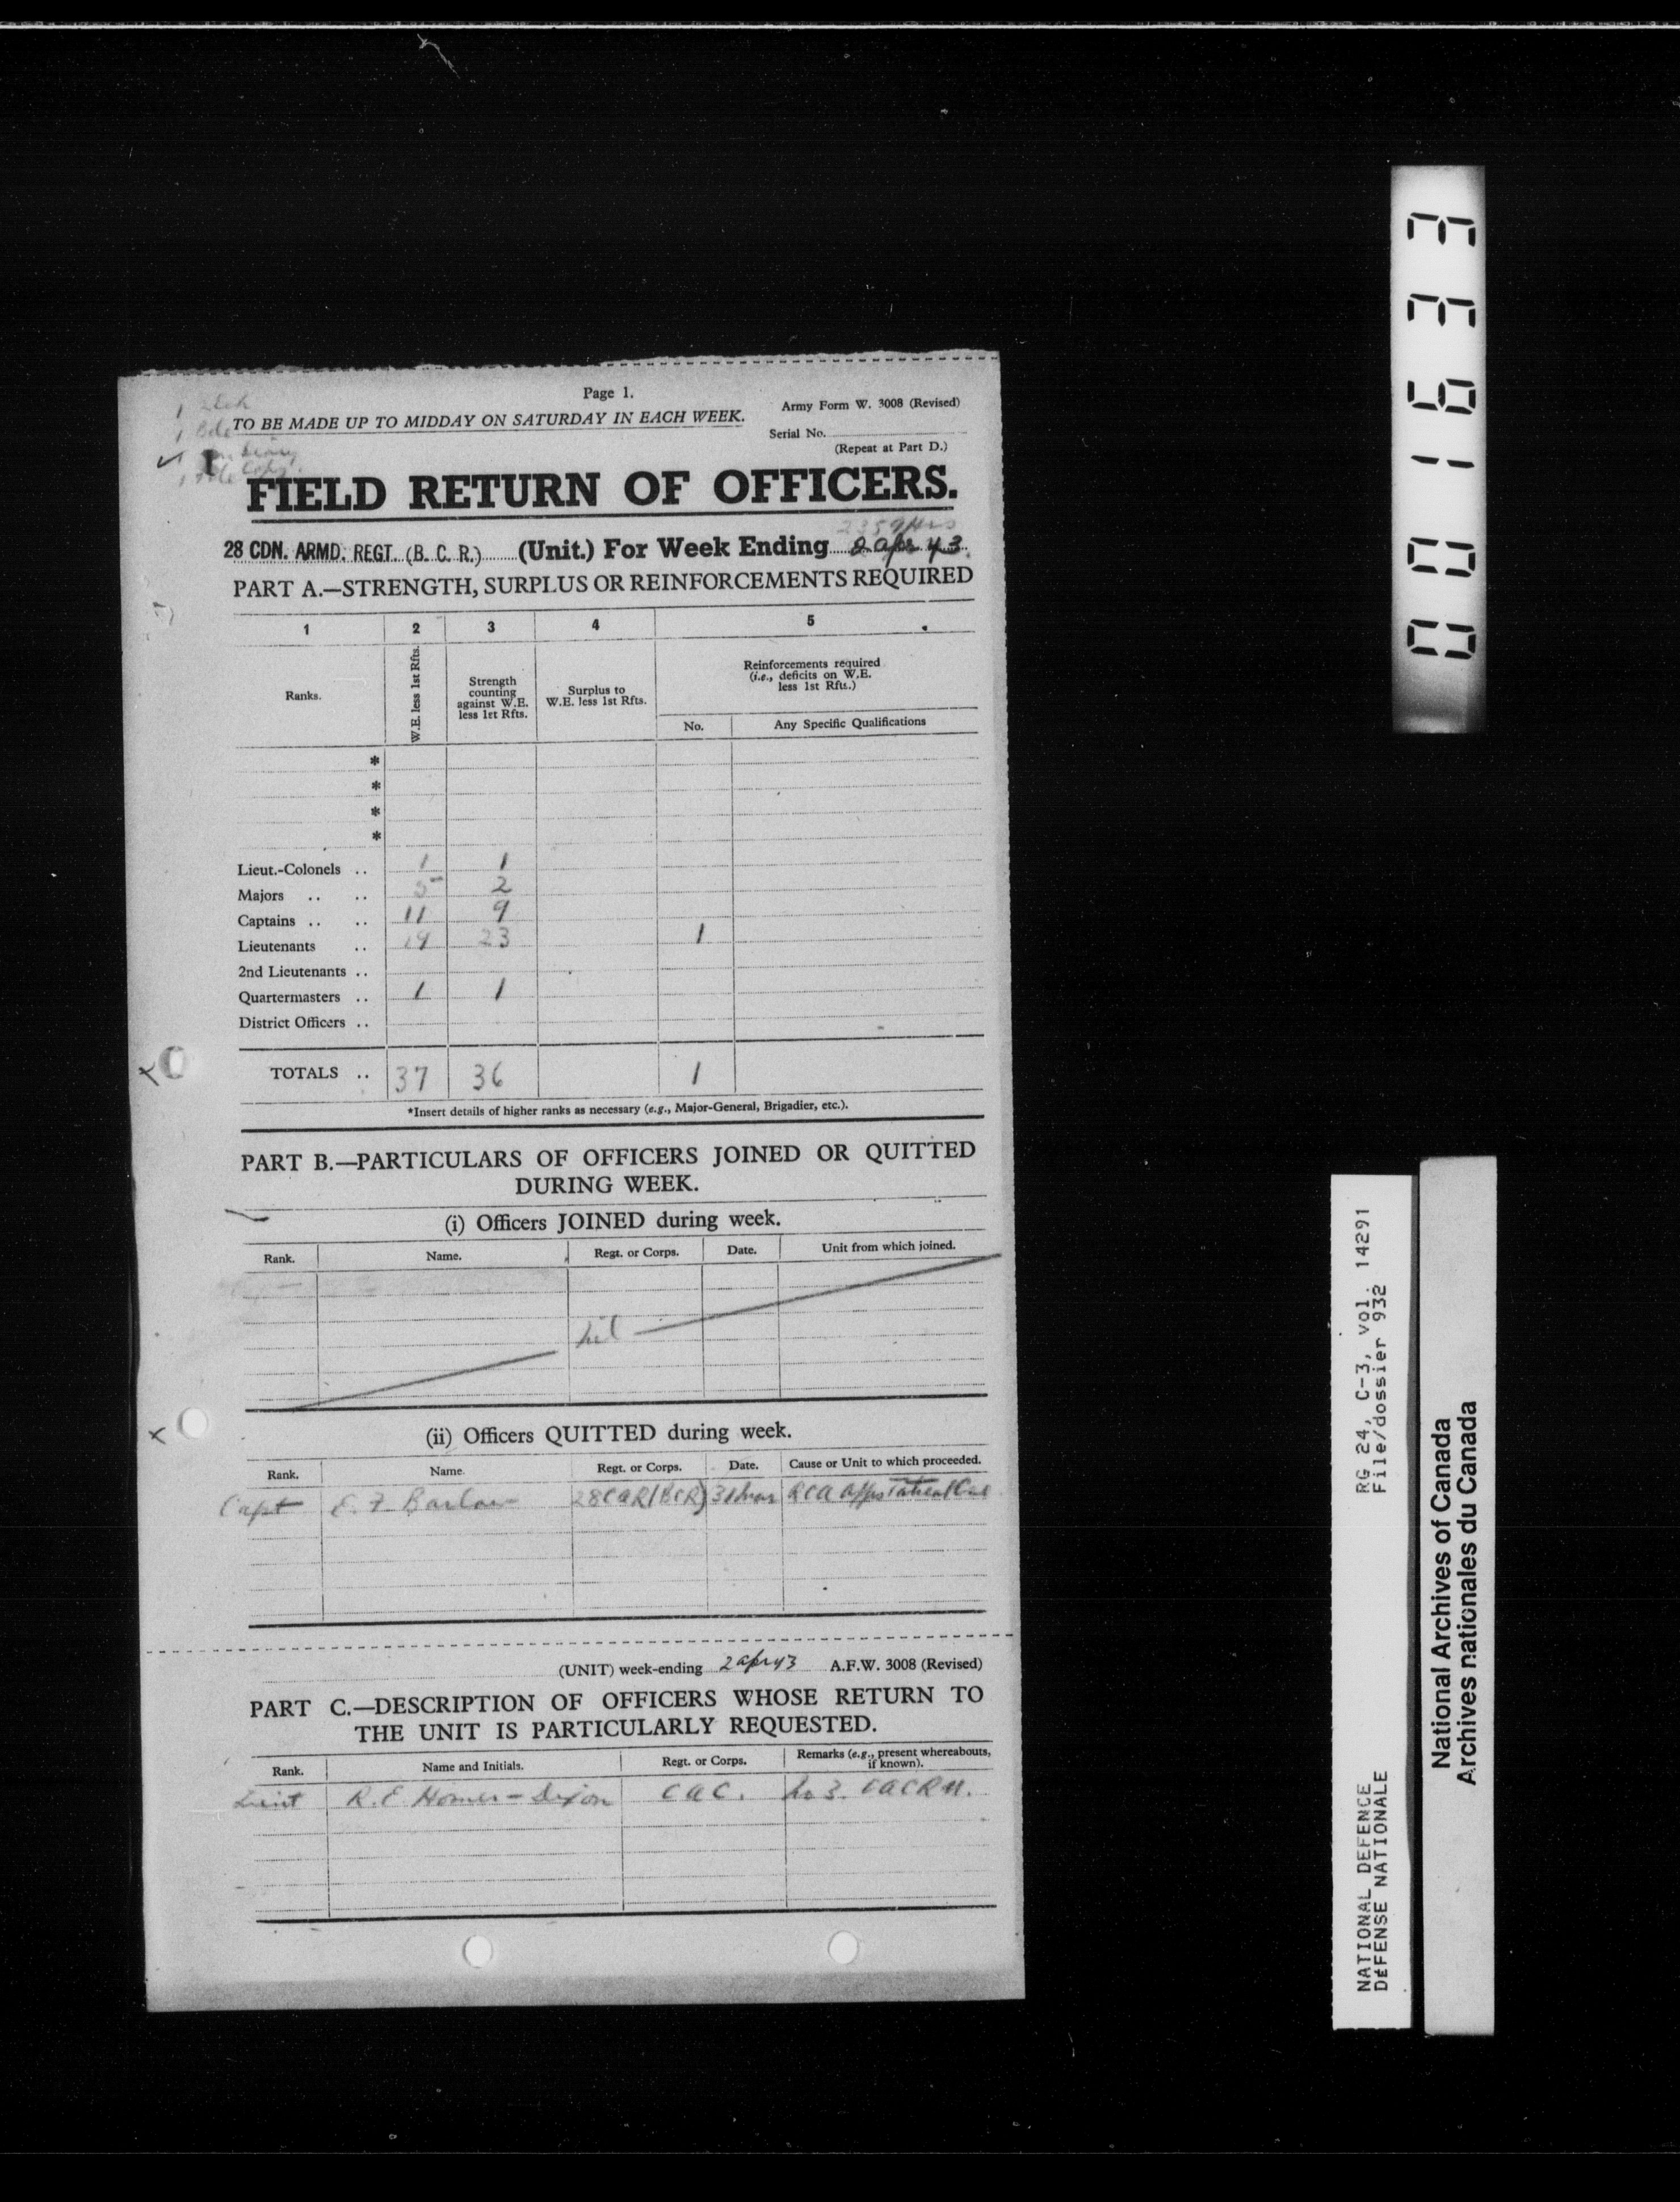 Page 1.
Army Form W. 3008 (Revised)
TO BE MADE UP TO MIDDAY ON SATURDAY IN EACH WEEK.
Serial No.
(Repeat at Part D.)
FIELD RETURN OF OFFICERS.
2359 Hrs
28 CDN. ARMD. REGT. (B. C. R.) (Unit.) For Week Ending 2 apr 43.
PART A.—STRENGTH, SURPLUS OR REINFORCEMENTS REQUIRED
1 2 3 4 5
Ranks.
W.E. less 1st Rfts.
Strength counting against W.E. less 1st Rfts.
Surplus to W.E. less 1st Rfts.
Reinforcements required (i.e., deficits on W.E. less 1st Rfts.)
No. Any Specific Qualifications
*
*
*
*
Lieut.-Colonels .. 1 1
Majors .. .. 5 2
Captains .. .. 11 9
Lieutenants .. 19 23 1
2nd Lieutenants ..
Quartermasters .. 1 1
District Officers ..
TOTALS .. 37 36 1
*Insert details of higher ranks as necessary (e.g., Major-General, Brigadier, etc.).
PART B.—PARTICULARS OF OFFICERS JOINED OR QUITTED
DURING WEEK.
(i) Officers JOINED during week.
Rank. Name. Regt. or Corps. Date. Unit from which joined.
nil
(ii) Officers QUITTED during week.
Rank. Name Regt. or Corps. Date. Cause or Unit to which proceeded.
Capt E. F. Barlow 28CAR(BCR) 31 mar
(UNIT) week-ending 2 apr 43 A.F.W. 3008 (Revised)
PART C.—DESCRIPTION OF OFFICERS WHOSE RETURN TO
THE UNIT IS PARTICULARLY REQUESTED.
Rank. Name and Initials. Regt. or Corps. Remarks (e.g., present whereabouts, if known).
Lieut R. E. Homer-Dixon C A C. No 3. CACRU.
001633
RG 24, C-3, vol. 14291
File/dossier 932
NATIONAL DEFENCE
DÉFENSE NATIONALE
National Archives of Canada
Archives nationales du Canada